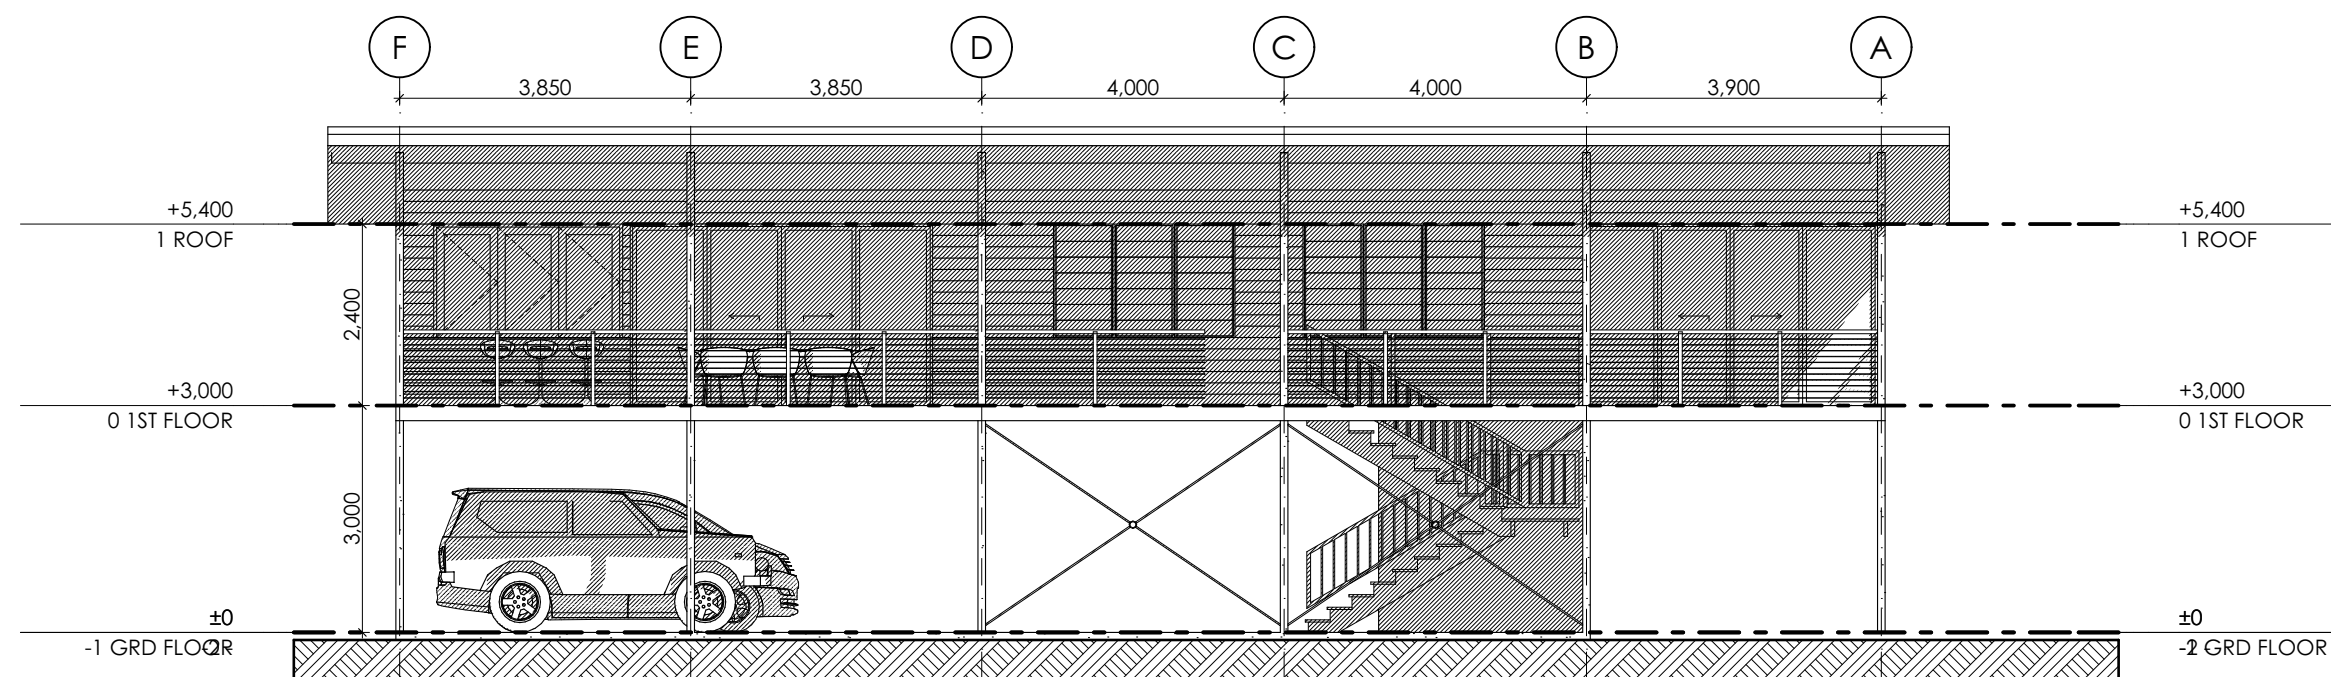 F E D C B A
3,850 3,850 4,000 4,000 3,900
+5,400 +5,400
1 ROOF 1 ROOF
2,400
+3,000 +3,000
0 1ST FLOOR 0 1ST FLOOR
3,000
±0 ±0
-1 GRD FLOOR GRD FLOOR